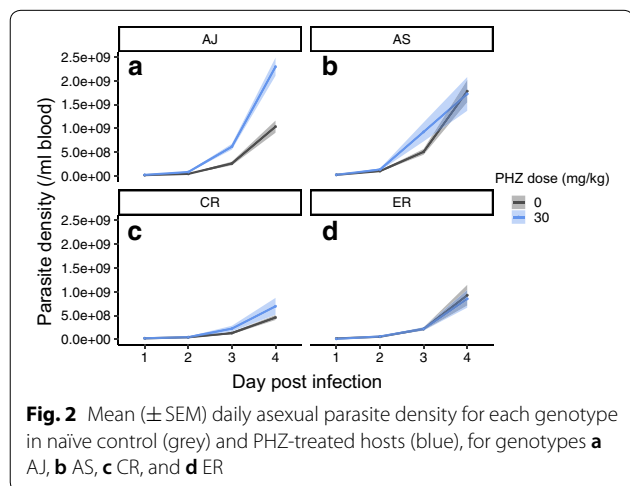 AJ
AS
a
b
2.5e+09
2.0e+09
1.5e+09
1.0e+09
5.0e+08
0.0e+00
CR
ER
c
d
2.5e+09
2.0e+09
1.5e+09
1.0e+09
5.0e+08
0.0e+00
Parasite density (/ml blood)
1 2 3 4
1 2 3 4
Day post infection
PHZ dose (mg/kg)
0
30
Fig. 2 Mean (± SEM) daily asexual parasite density for each genotype
in naïve control (grey) and PHZ-treated hosts (blue), for genotypes a
AJ, b AS, c CR, and d ER